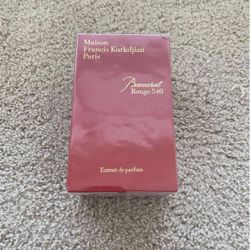 Maison
Francis Kurkdjian
Paris
Baccarat
Rouge 540
Extrait de parfum